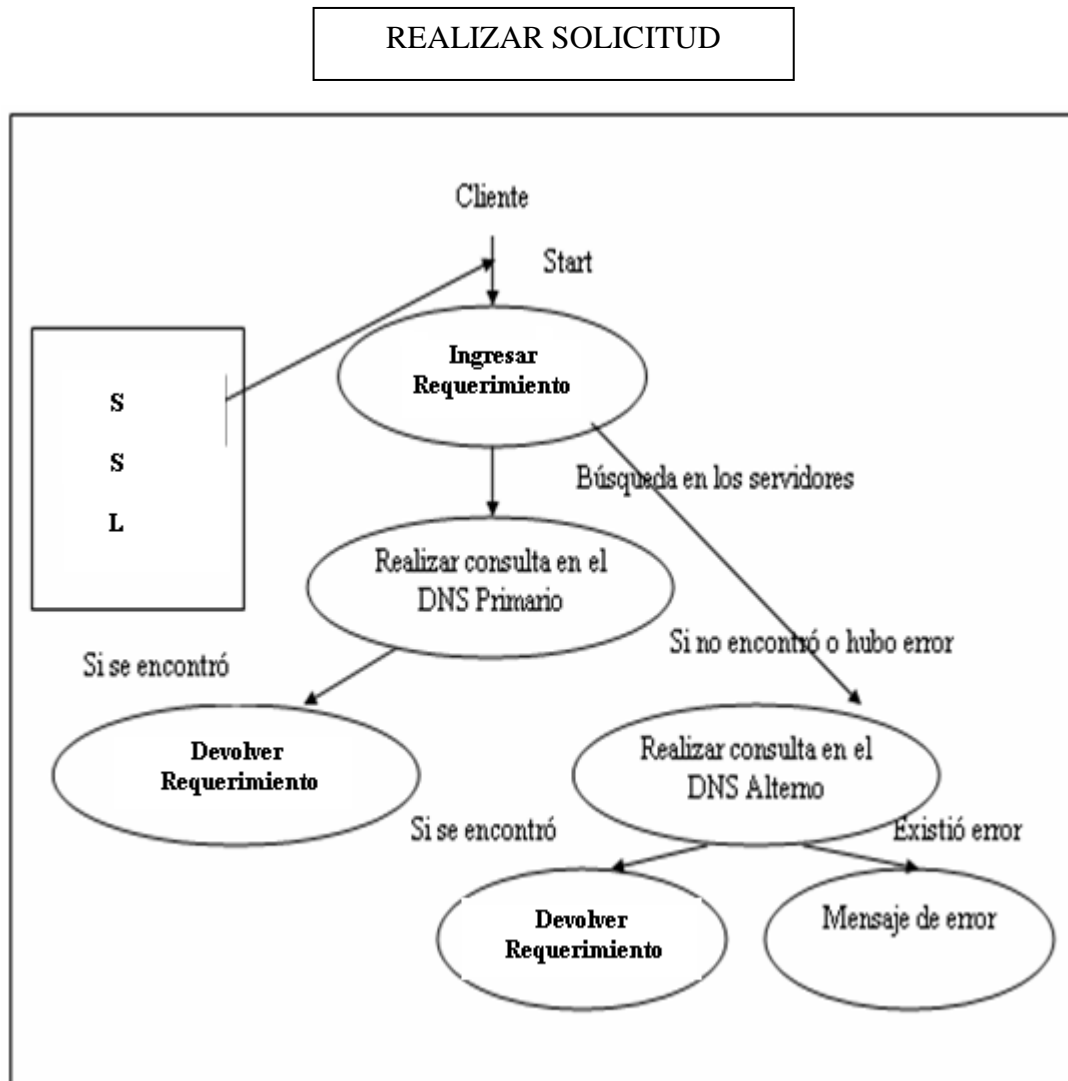 REALIZAR SOLICITUD
Cliente
Start
Ingresar
Requerimiento
S
S
L
Búsqueda en los servidores
Realizar consulta en el
DNS Primario
Si se encontró
Si no encontró o hubo error
Devolver
Requerimiento
Realizar consulta en el
DNS Alterno
Si se encontró
Existió error
Devolver
Requerimiento
Mensaje de error